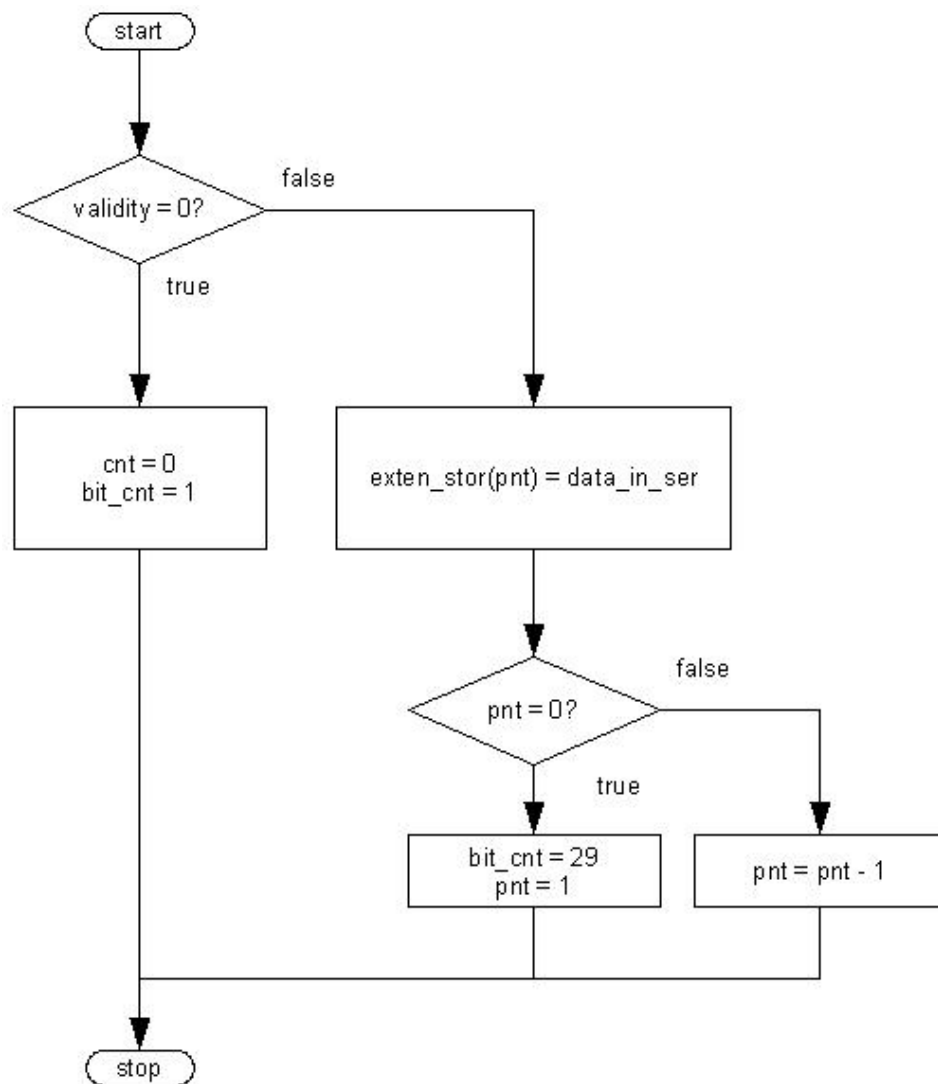 start
validity = 0?
false
true
cnt = 0
bit_cnt = 1
exten_stor(pnt) = data_in_ser
pnt = 0?
false
true
bit_cnt = 29
pnt = 1
pnt = pnt - 1
stop